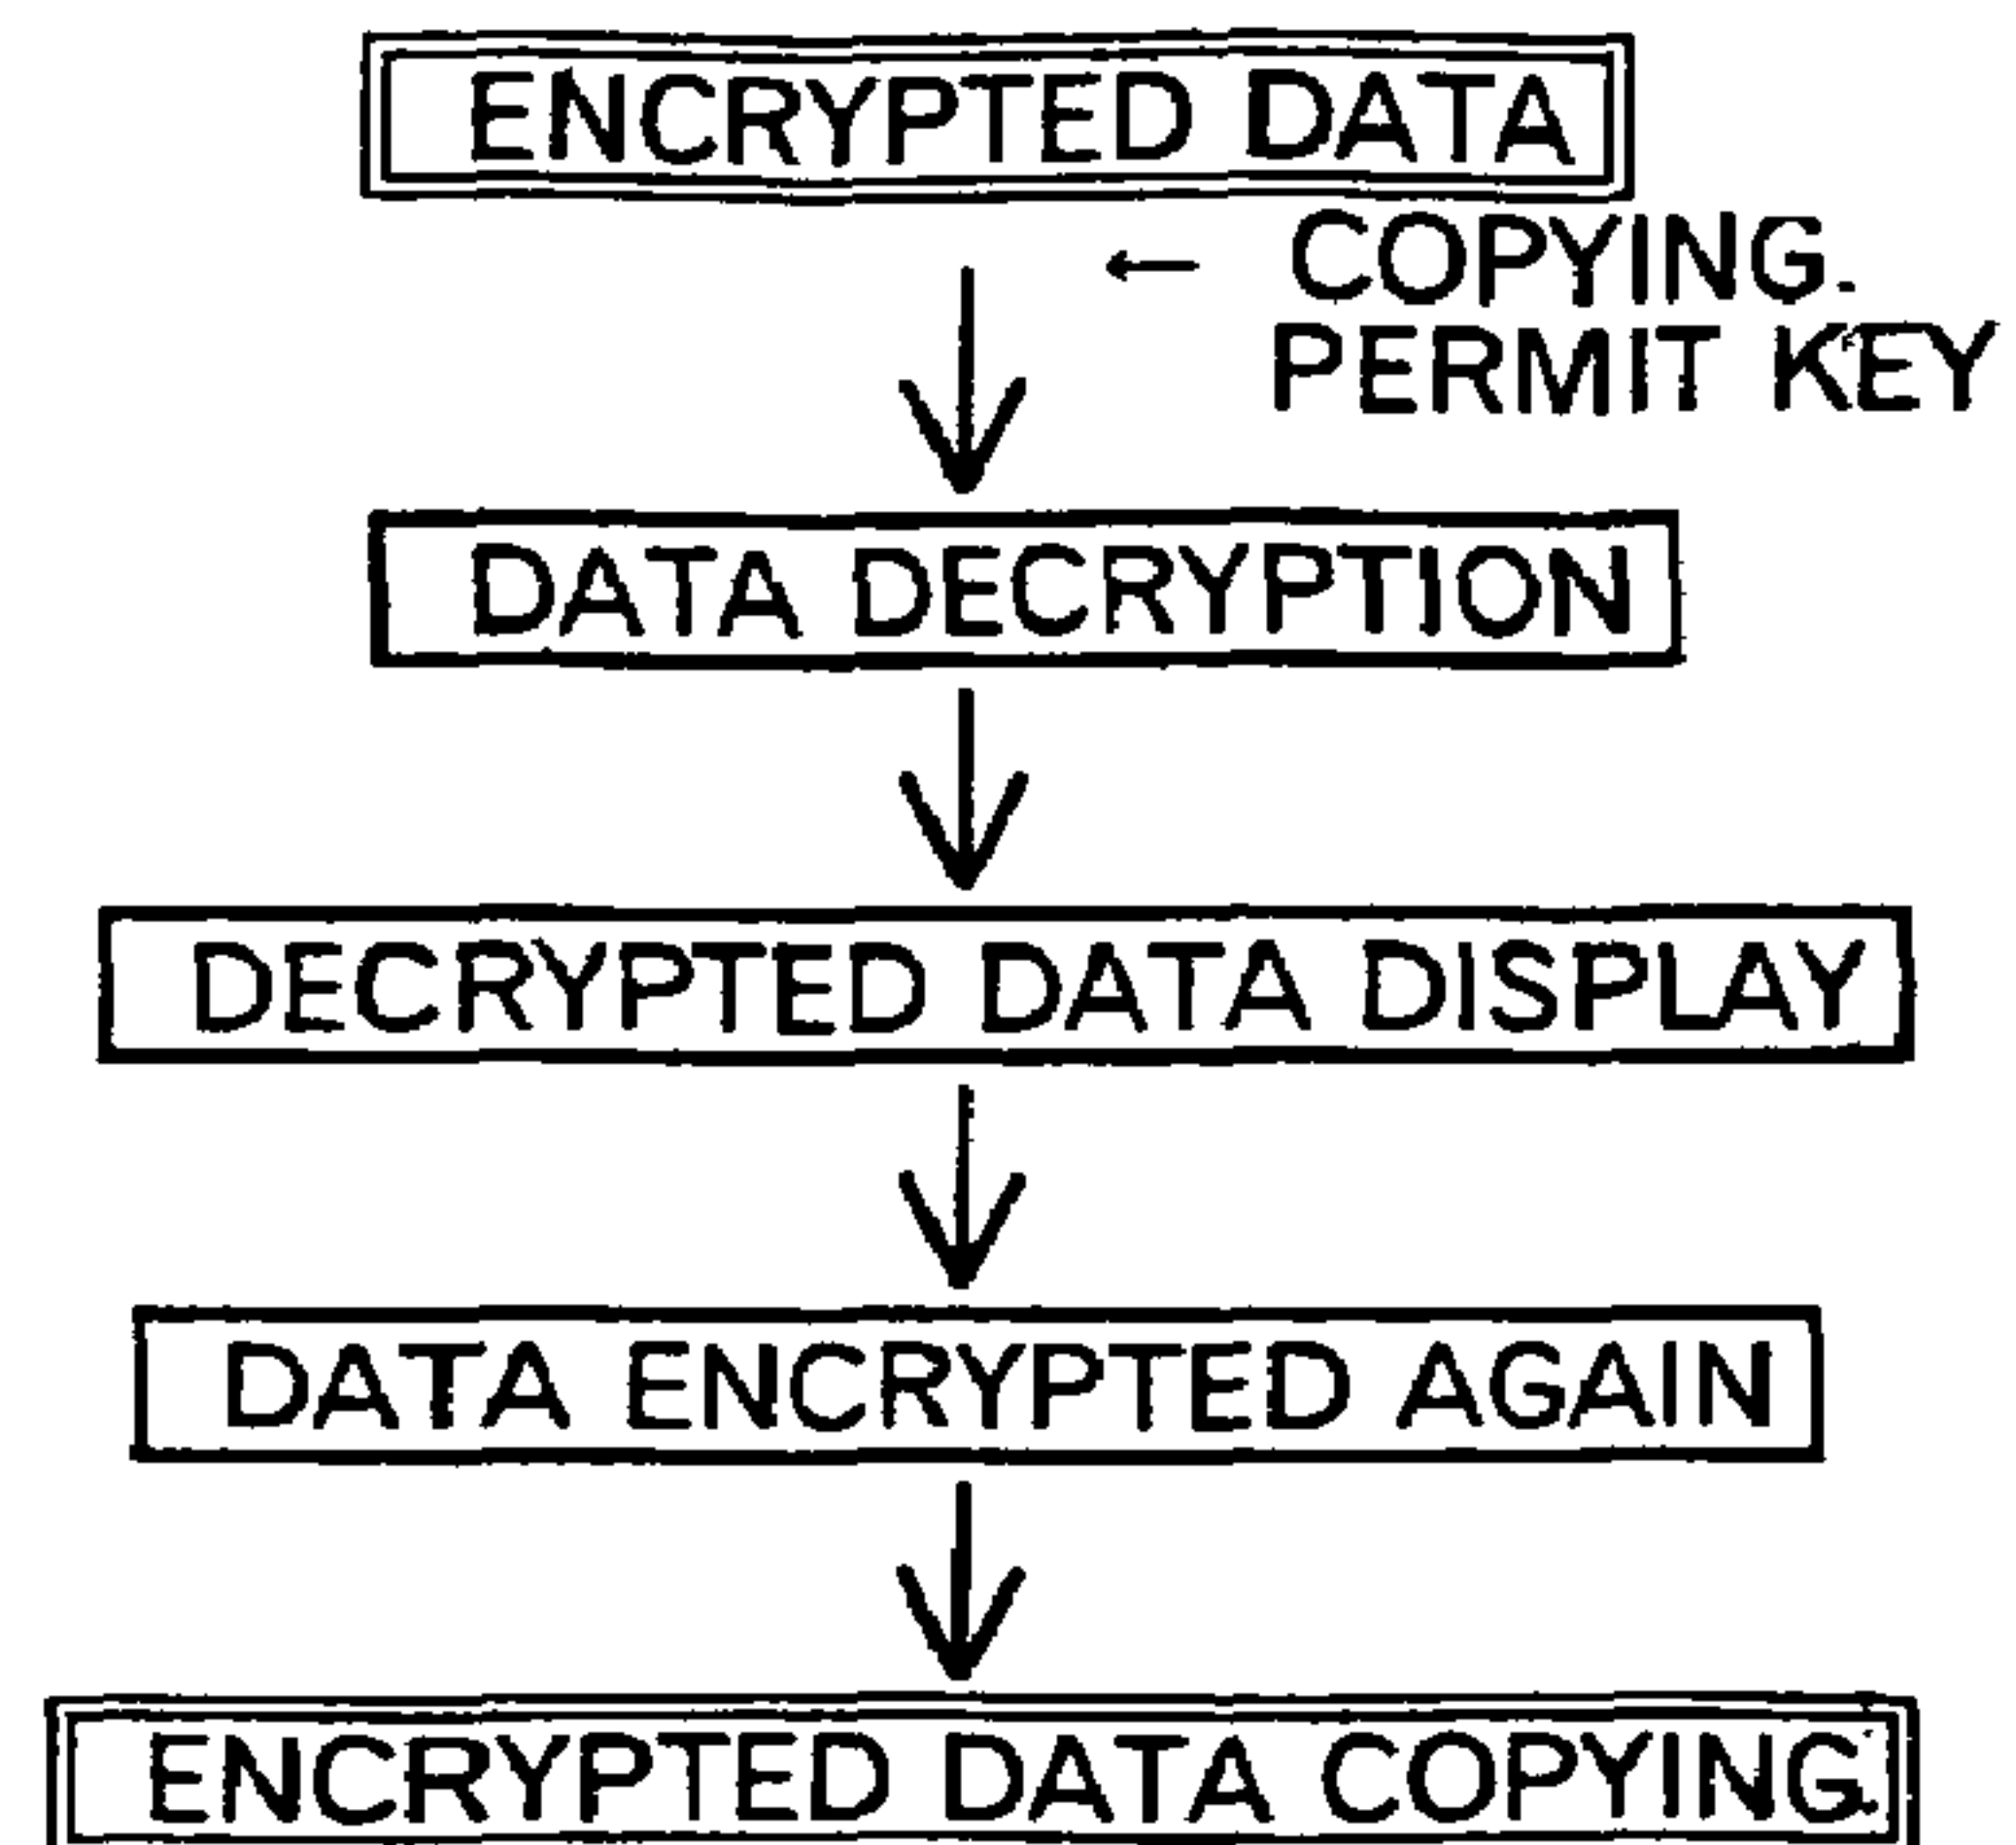 ENCRYPTED DATA
← COPYING.
PERMIT KEY
DATA DECRYPTION
DECRYPTED DATA DISPLAY
DATA ENCRYPTED AGAIN
ENCRYPTED DATA COPYING